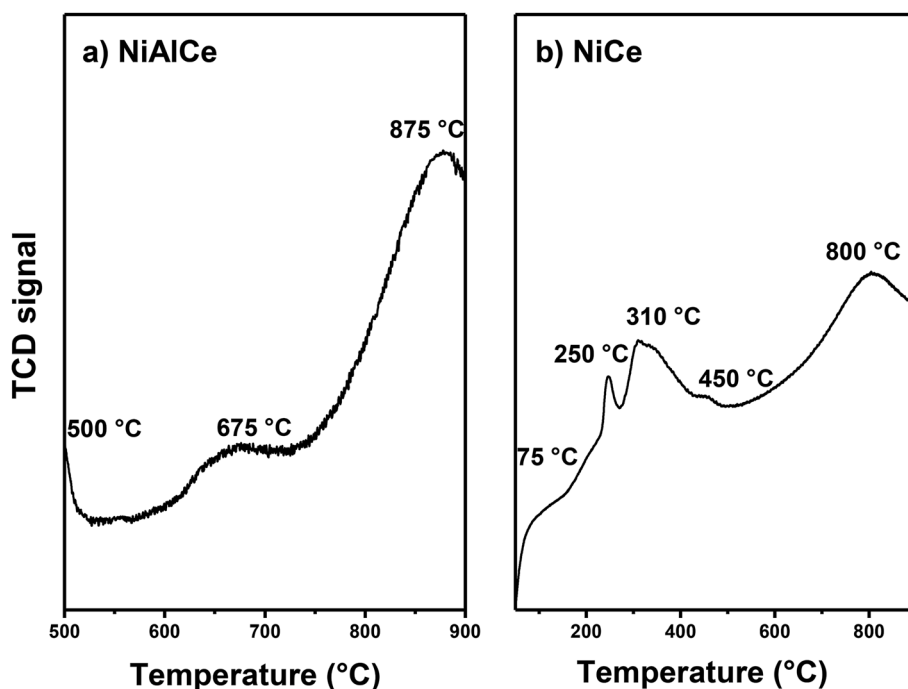 a) NiAlCe
875 °C
500 °C
675 °C
TCD signal
500
600
700
800
900
Temperature (°C)
b) NiCe
800 °C
310 °C
250 °C
450 °C
75 °C
200
400
600
800
Temperature (°C)